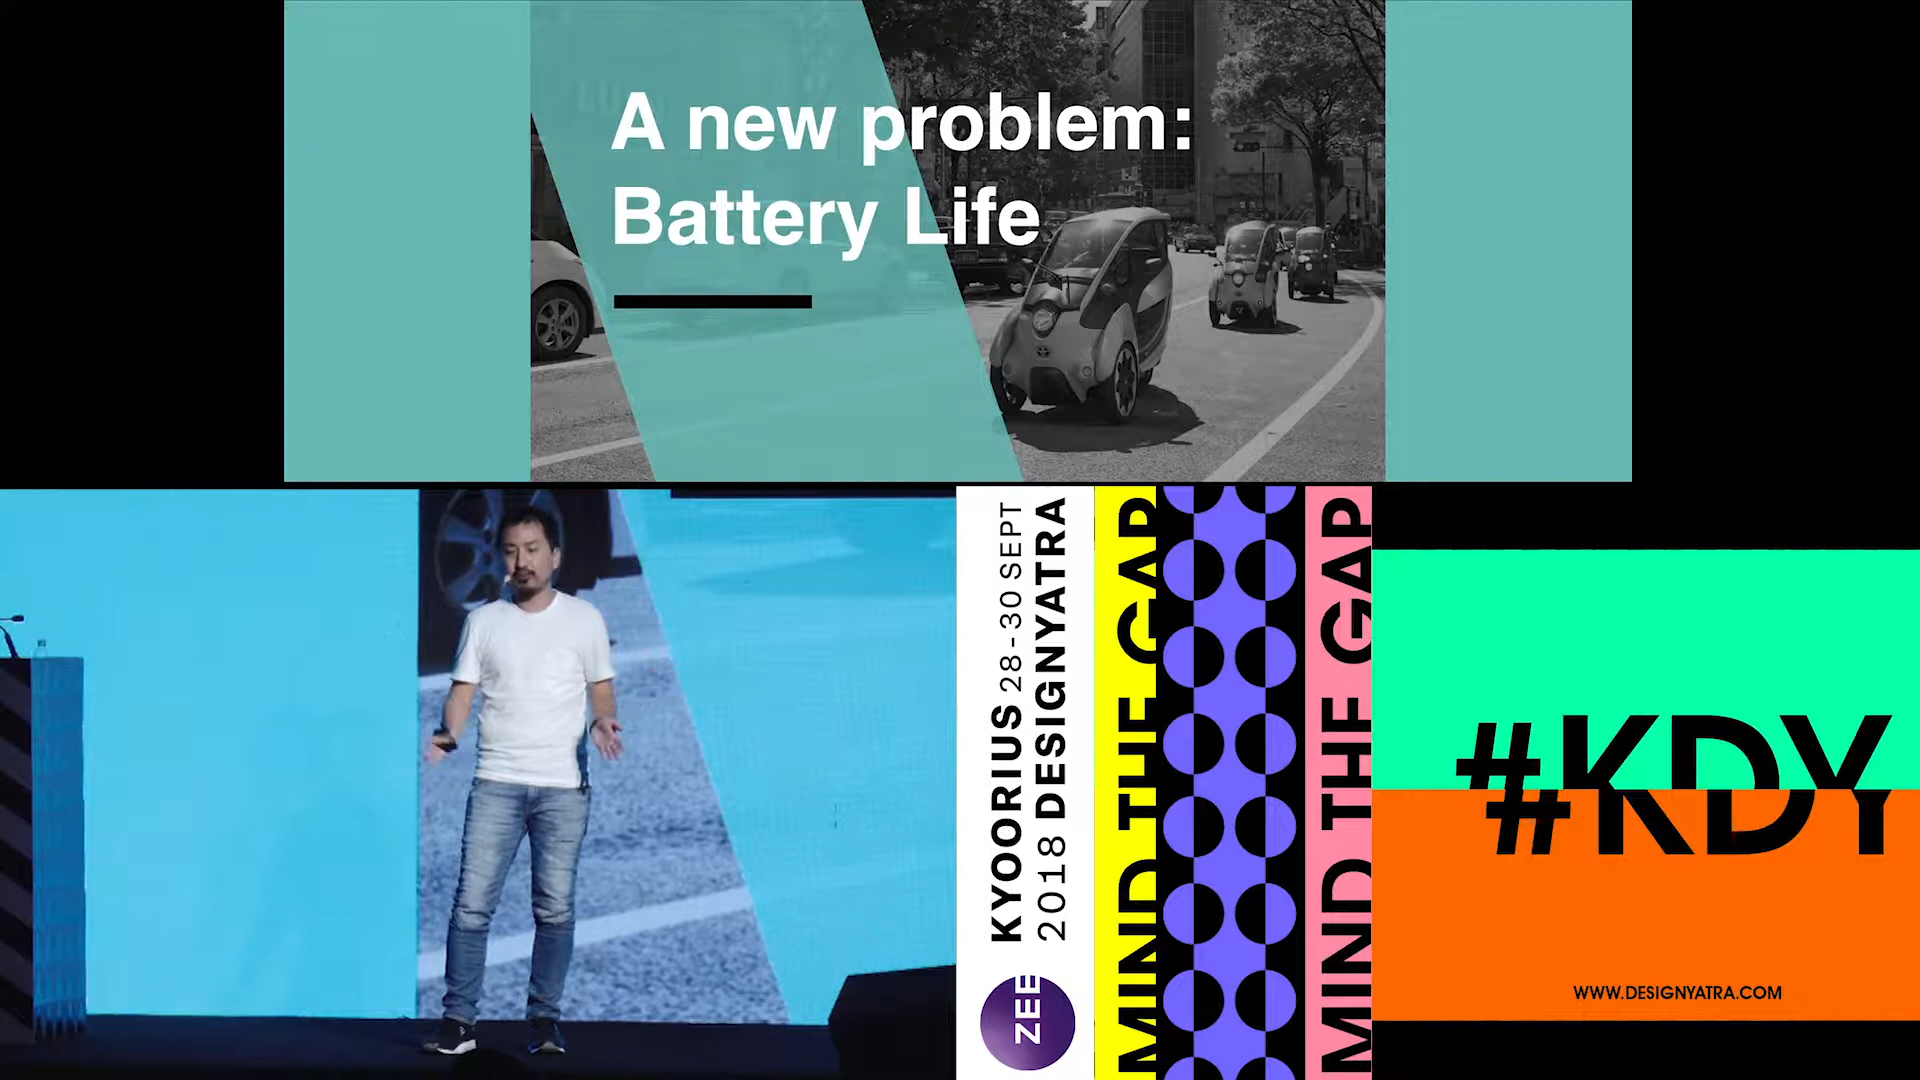 A new problem:
Battery Life
KYOORIUS 28-30 SEPT
2018 DESIGNYATRA
ZEE
MIND THE GAP
MIND THE GAP
#KDY
WWW.DESIGNYATRA.COM